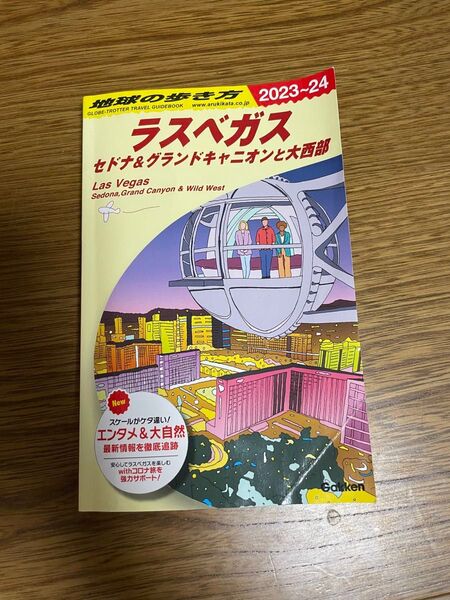 地球の歩き方
GLOBE-TROTTER TRAVEL GUIDEBOOK
www.arukikata.co.jp
2023~24
ラスベガス
セドナ&グランドキャニオンと大西部
Las Vegas
Sedona,Grand Canyon & Wild West
New
スケールがケタ違い!
エンタメ&大自然
最新情報を徹底追跡
安心してラスベガスを楽しむ
withコロナ旅を
強力サポート!
Gakken